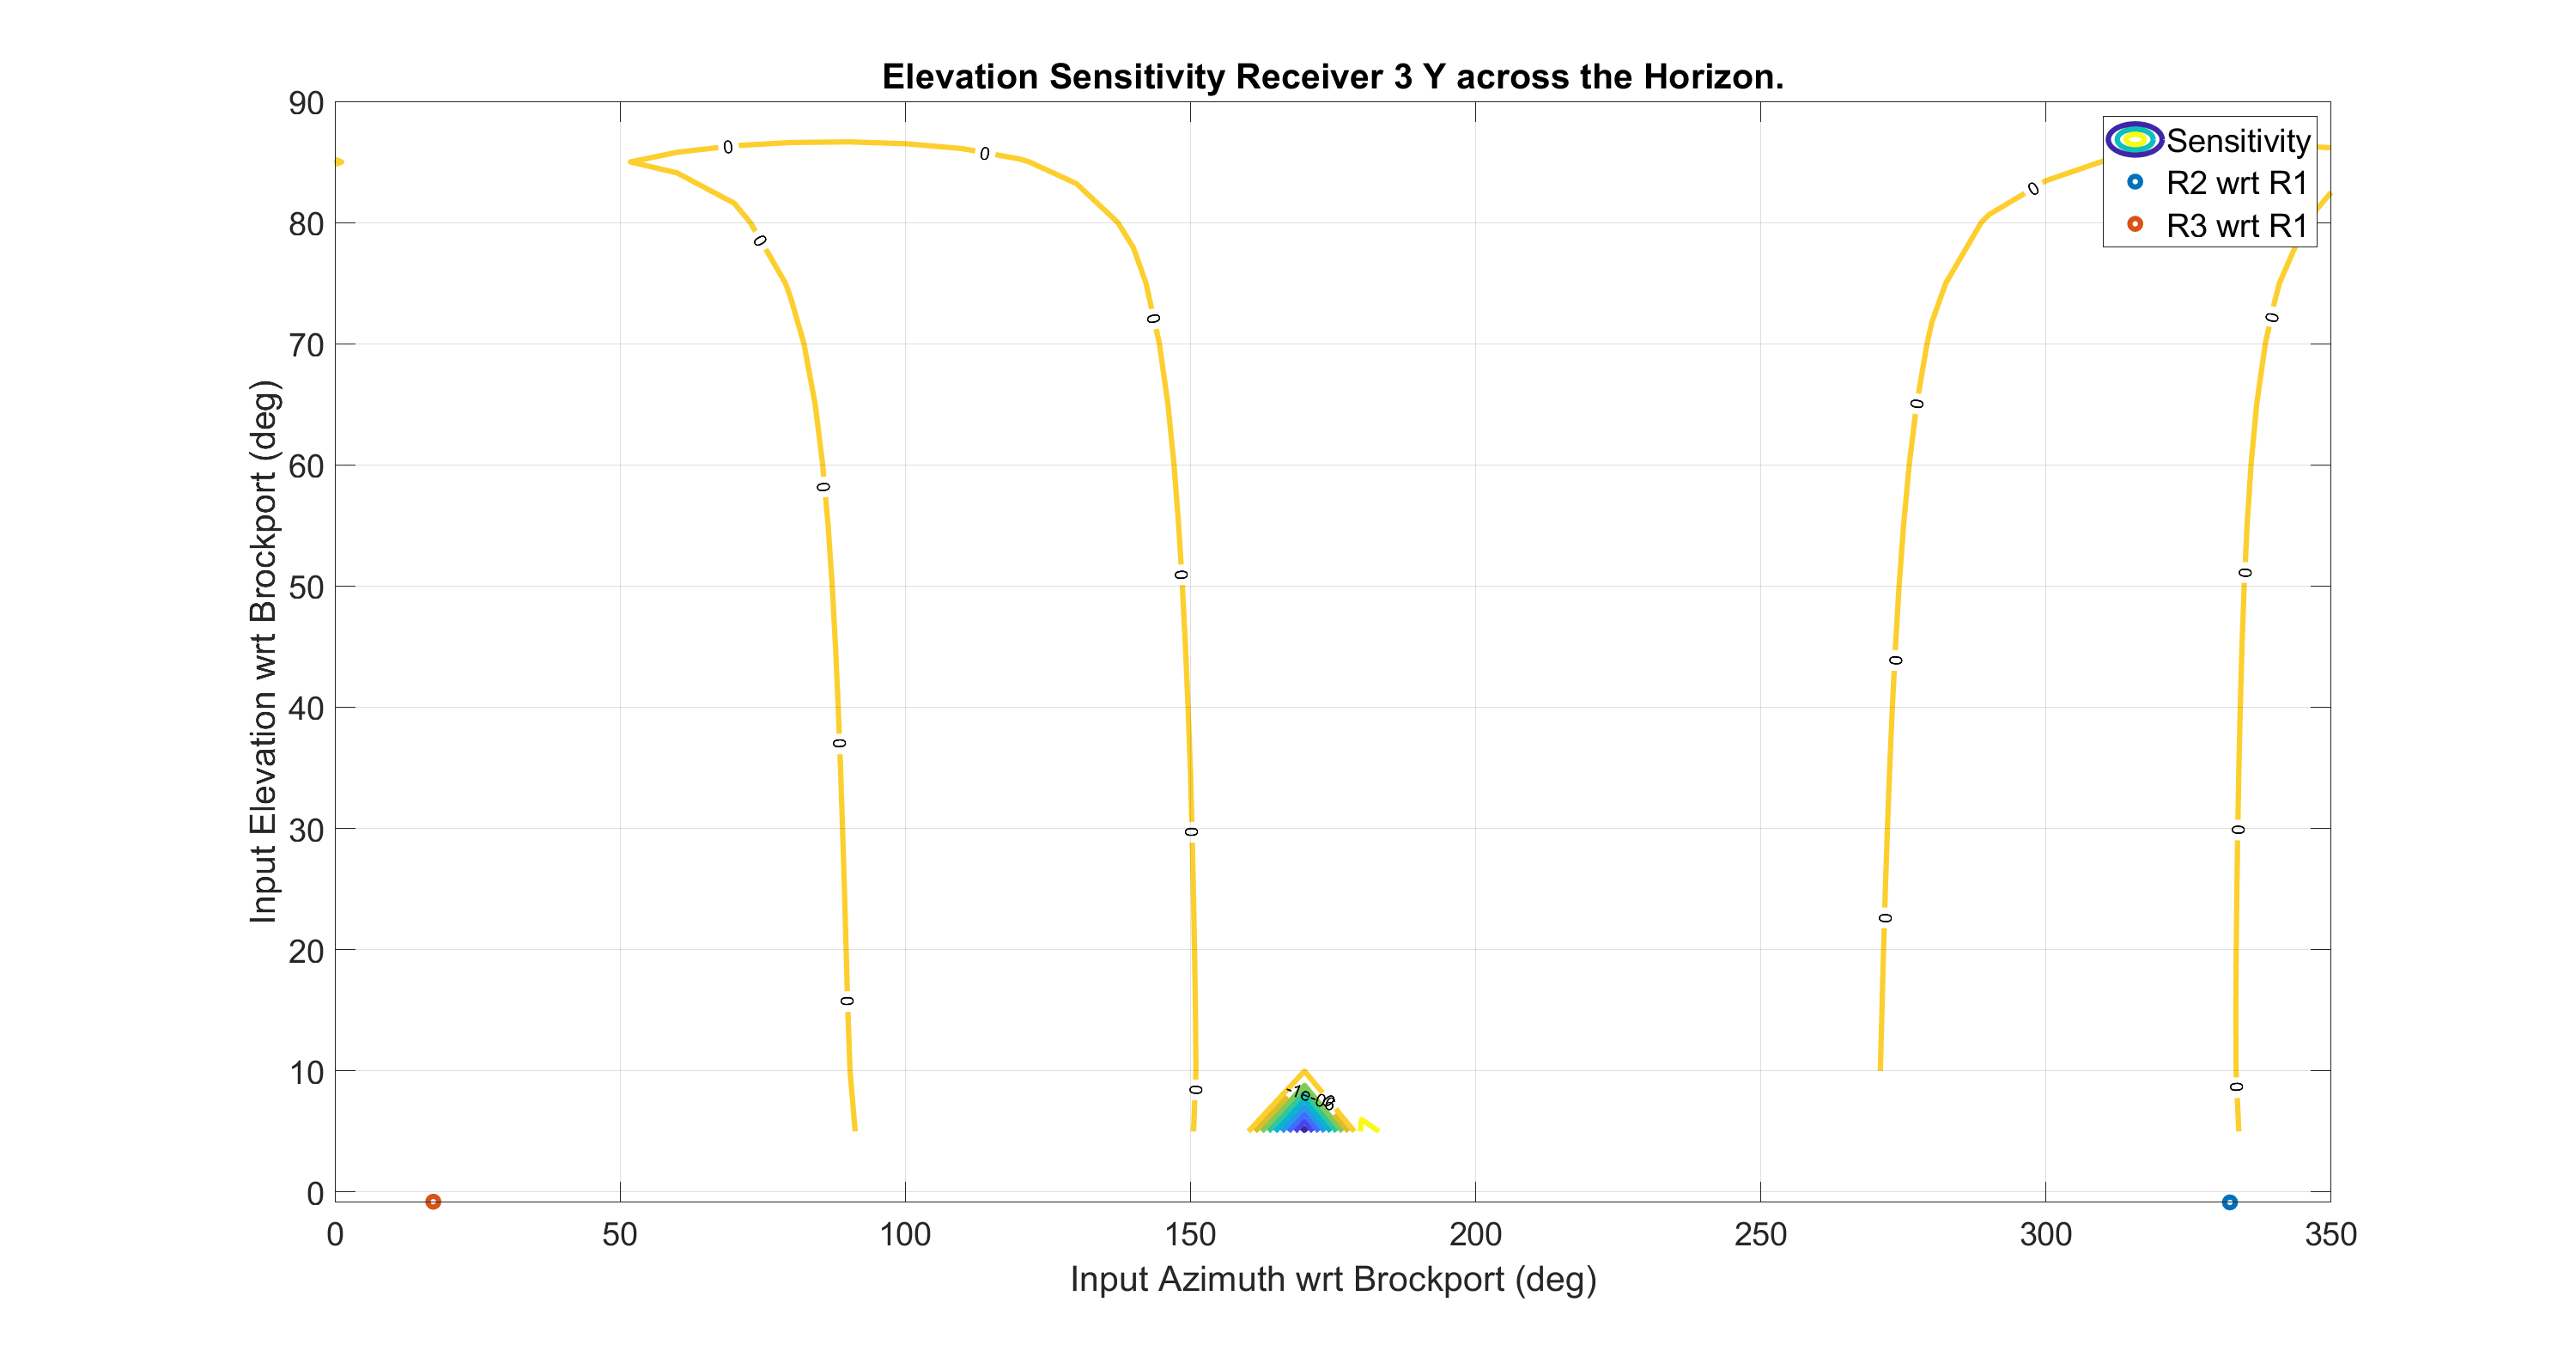 Elevation Sensitivity Receiver 3 Y across the Horizon.
Sensitivity
R2 wrt R1
R3 wrt R1
Input Elevation wrt Brockport (deg)
90
80
70
60
50
40
30
20
10
0
0 0 0
0
0 0
0
0
0 0
0
0
0 0
0
0
0 0
-1e-06
0 50 100 150 200 250 300 350
Input Azimuth wrt Brockport (deg)